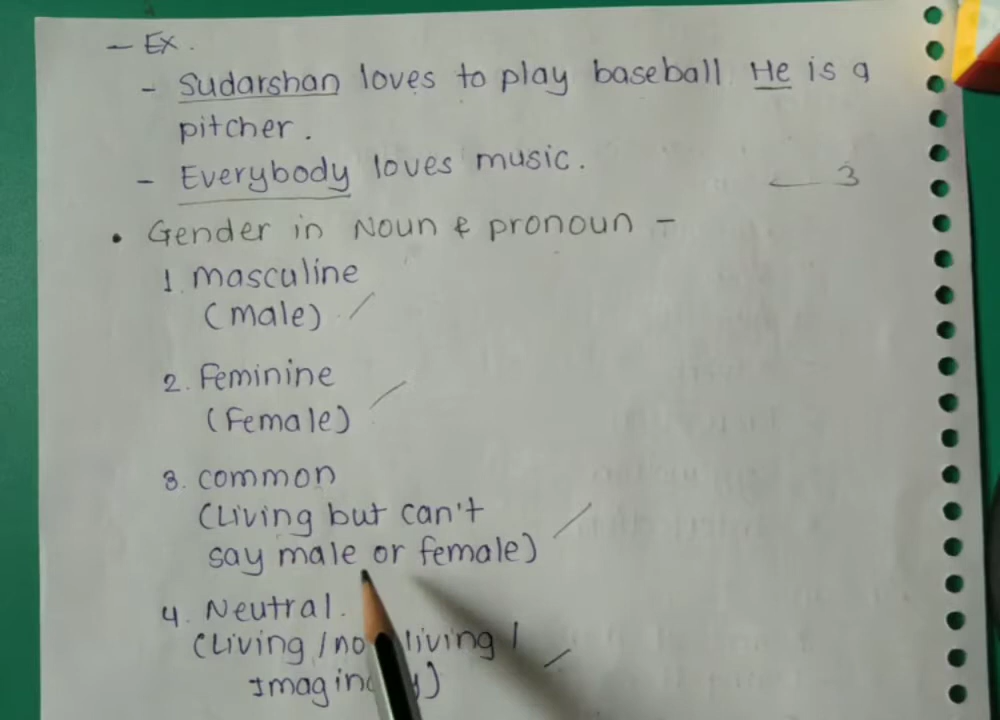 – Ex.
- Sudarshan loves to play baseball He is a
pitcher.
- Everybody loves music.
3
• Gender in Noun & pronoun –
1. masculine
(male)
2. Feminine
(Female)
3. common
(Living but can't
say male or female)
4. Neutral.
(Living / living /